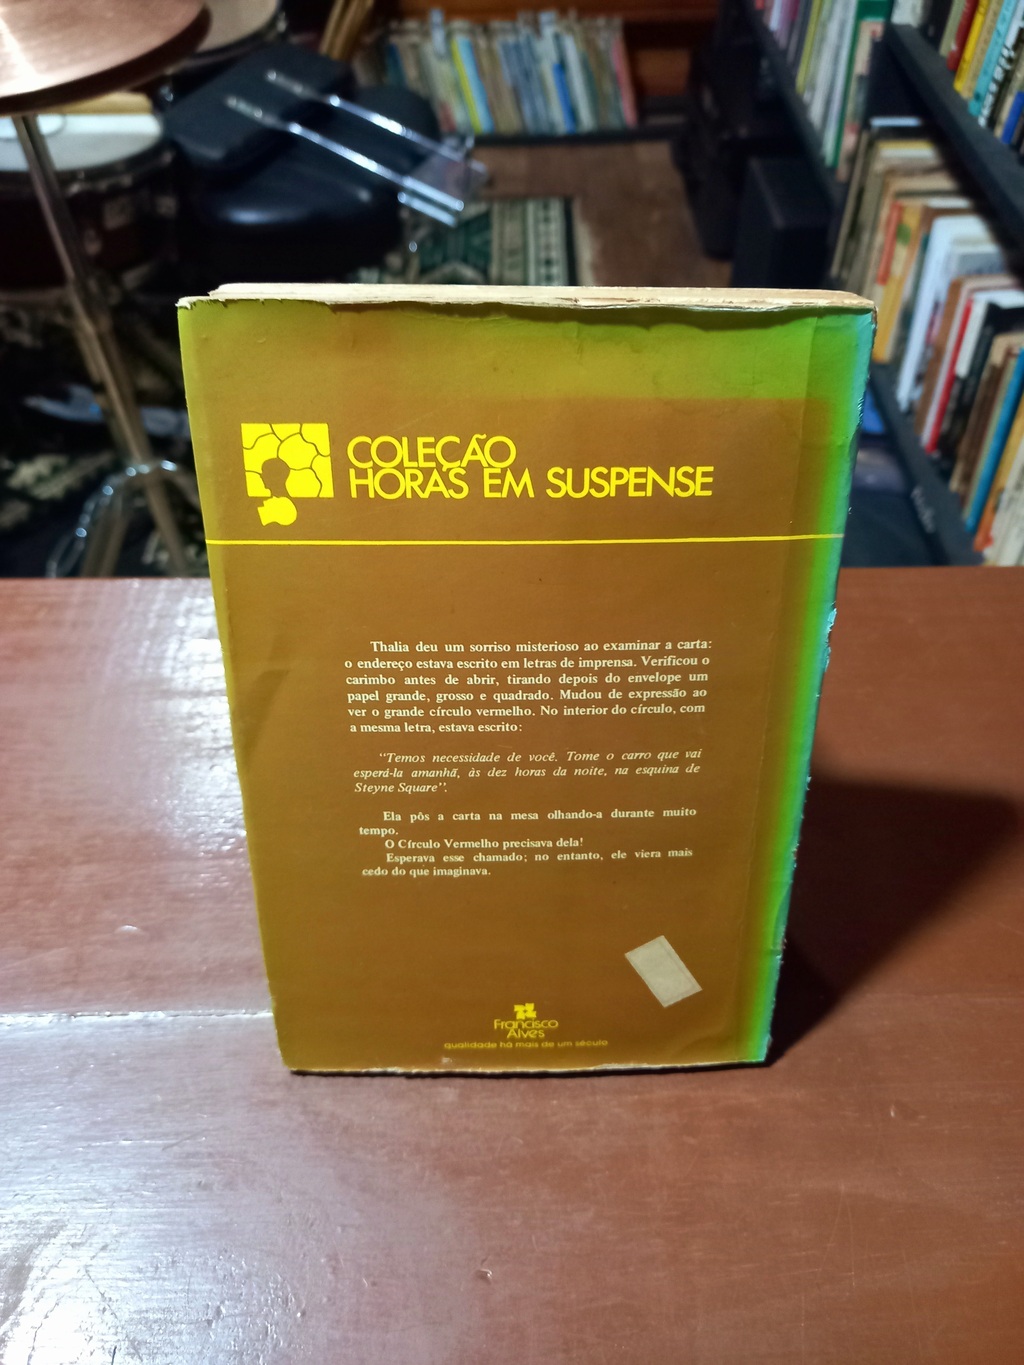 COLEÇÃO
HORAS EM SUSPENSE
Thalia deu um sorriso misterioso ao examinar a carta:
o endereço estava escrito em letras de imprensa. Verificou o
carimbo antes de abrir, tirando depois do envelope um
papel grande, grosso e quadrado. Mudou de expressão ao
ver o grande círculo vermelho. No interior do círculo, com
a mesma letra, estava escrito:
"Temos necessidade de você. Tome o carro que vai
esperá-la amanhã, às dez horas da noite, na esquina de
Steyne Square".
Ela pôs a carta na mesa olhando-a durante muito
tempo.
O Círculo Vermelho precisava dela!
Esperava esse chamado; no entanto, ele viera mais
cedo do que imaginava.
Francisco
Alves
qualidade há mais de um século